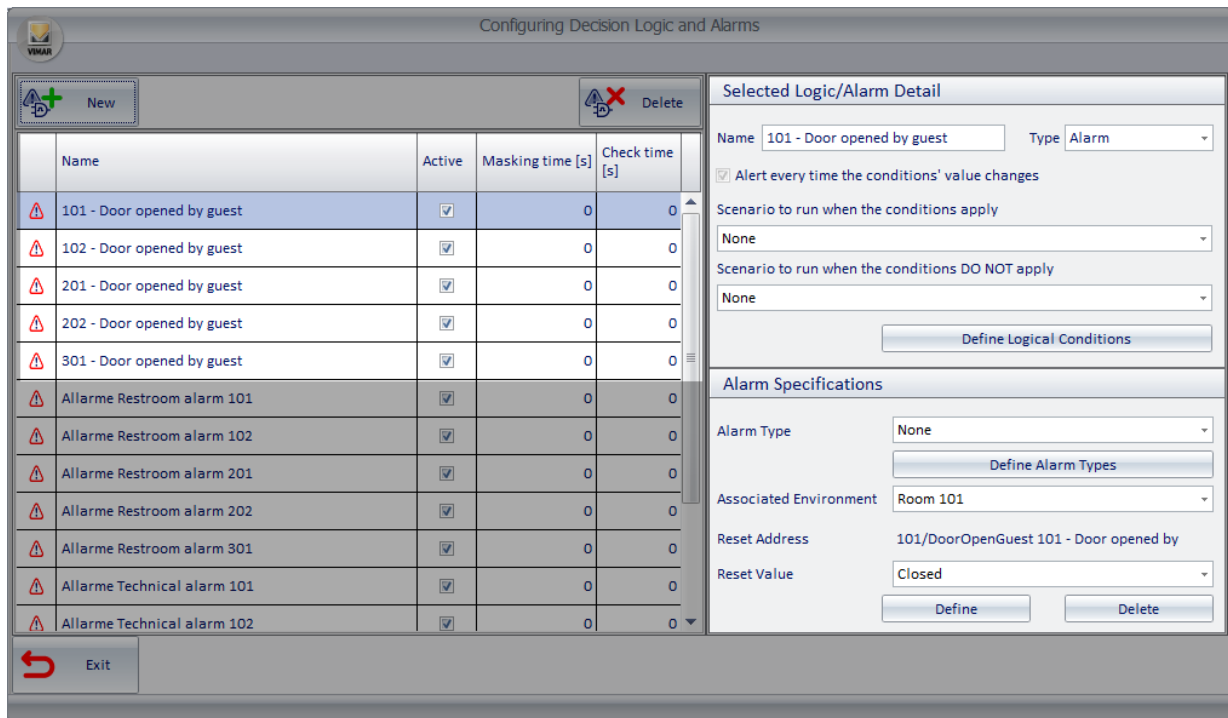 Configuring Decision Logic and Alarms
VIMAR
New
Delete
Name Active Masking time [s] Check time [s]
101 - Door opened by guest 0 0
102 - Door opened by guest 0 0
201 - Door opened by guest 0 0
202 - Door opened by guest 0 0
301 - Door opened by guest 0 0
Allarme Restroom alarm 101 0 0
Allarme Restroom alarm 102 0 0
Allarme Restroom alarm 201 0 0
Allarme Restroom alarm 202 0 0
Allarme Restroom alarm 301 0 0
Allarme Technical alarm 101 0 0
Allarme Technical alarm 102 0 0
Exit
Selected Logic/Alarm Detail
Name 101 - Door opened by guest Type Alarm
Alert every time the conditions' value changes
Scenario to run when the conditions apply
None
Scenario to run when the conditions DO NOT apply
None
Define Logical Conditions
Alarm Specifications
Alarm Type None
Define Alarm Types
Associated Environment Room 101
Reset Address 101/DoorOpenGuest 101 - Door opened by
Reset Value Closed
Define Delete